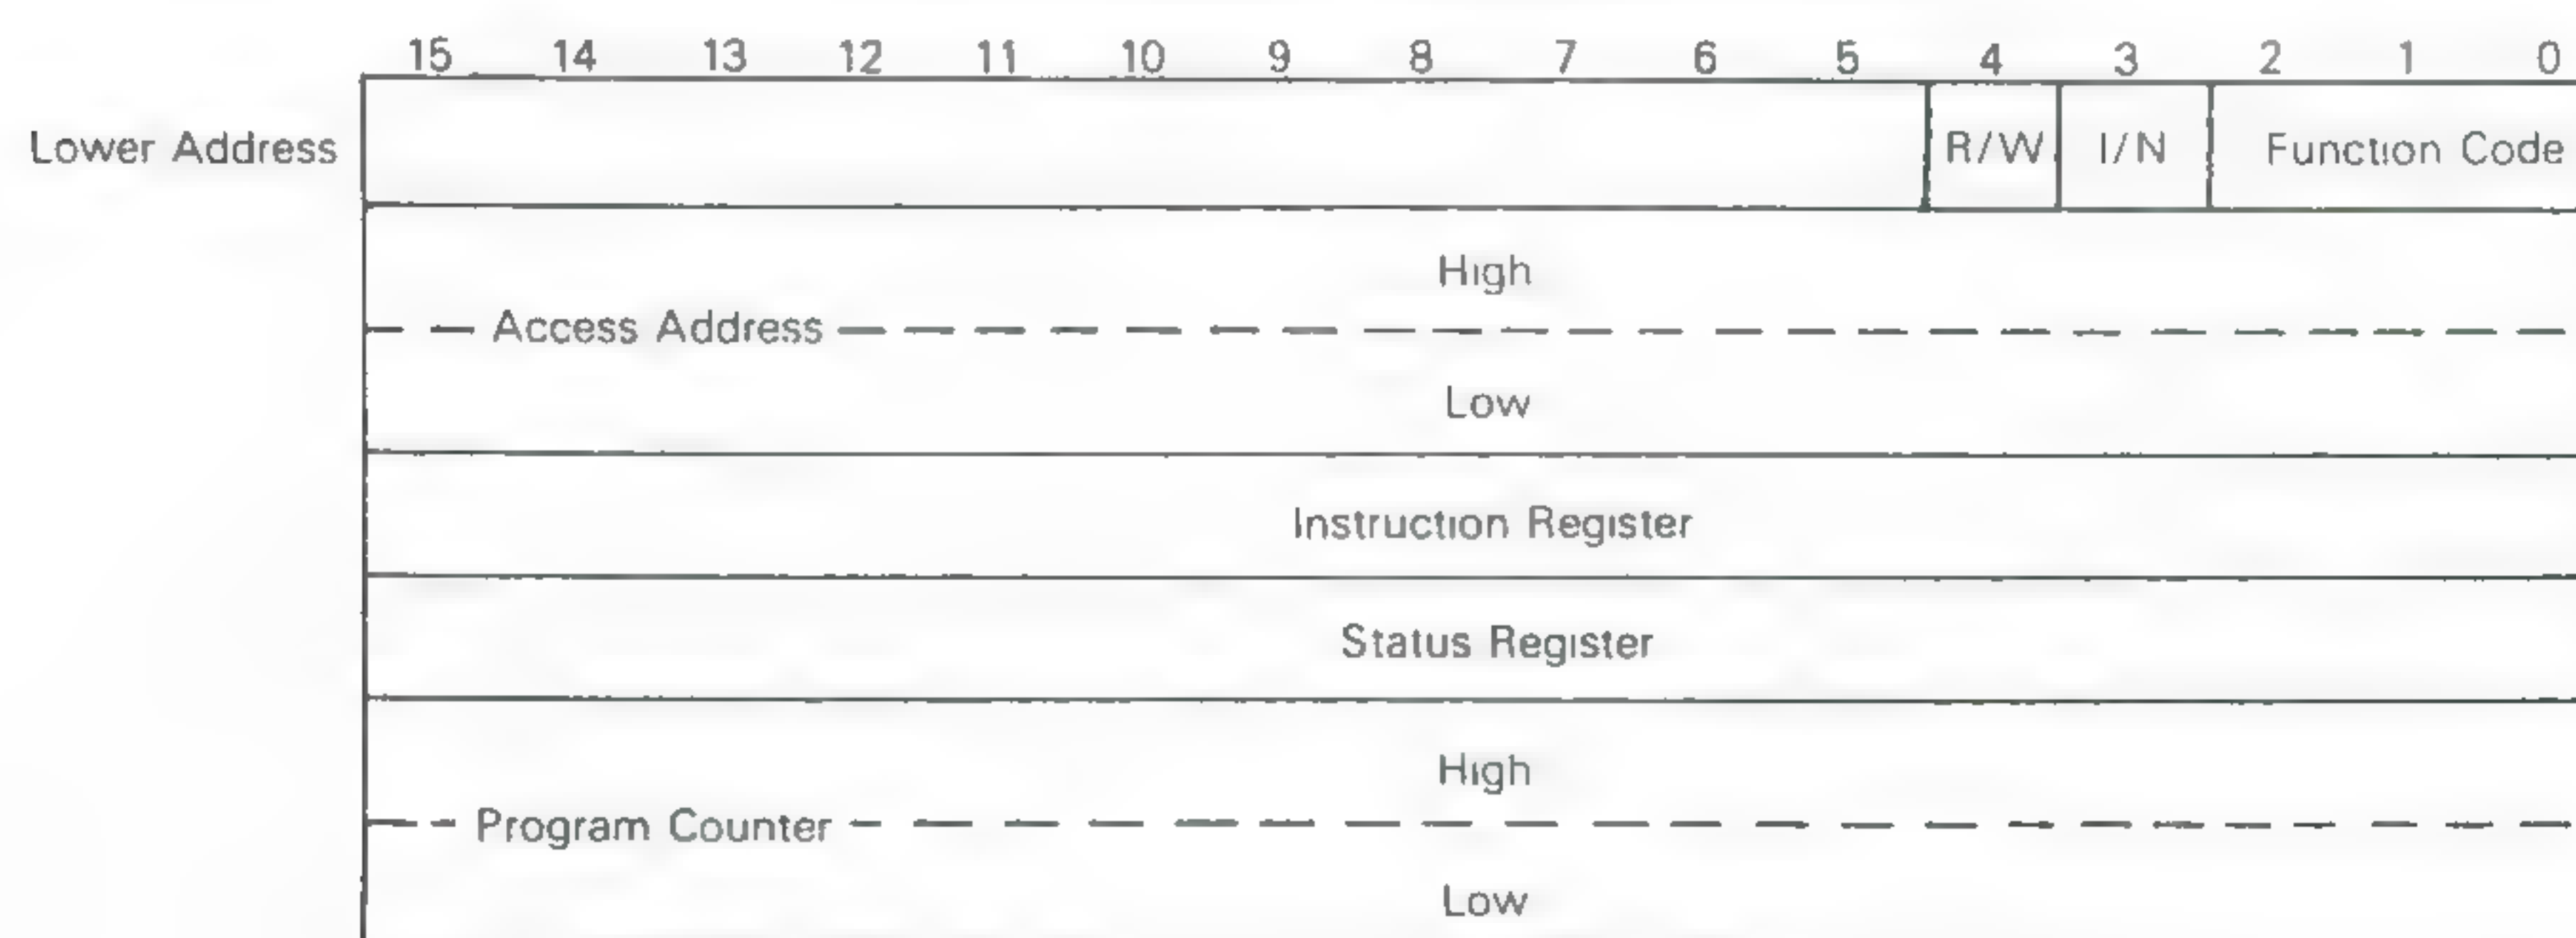 15 14 13 12 11 10 9 8 7 6 5 4 3 2 1 0
Lower Address R/W I/N Function Code
High
Access Address
Low
Instruction Register
Status Register
High
Program Counter
Low